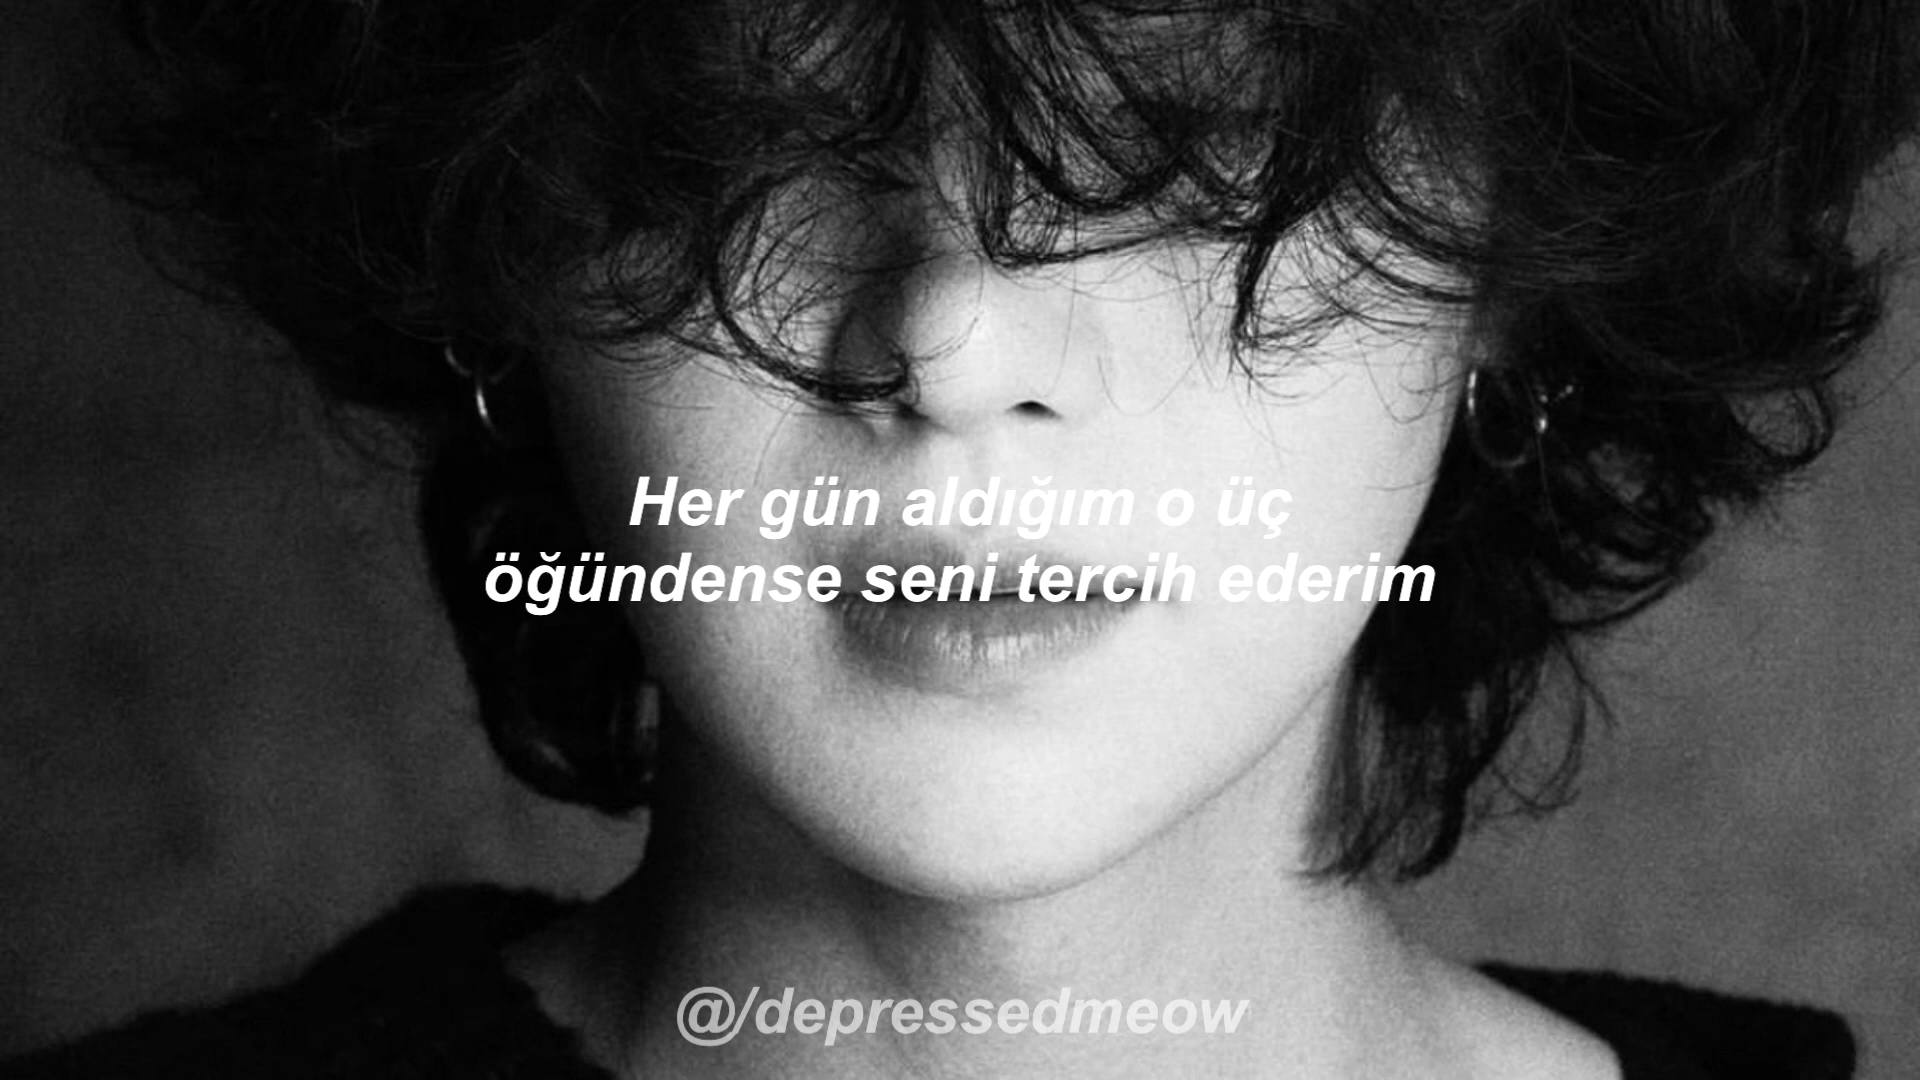 Her gün aldığım o üç
öğündense seni tercih ederim
@/depressedmeow